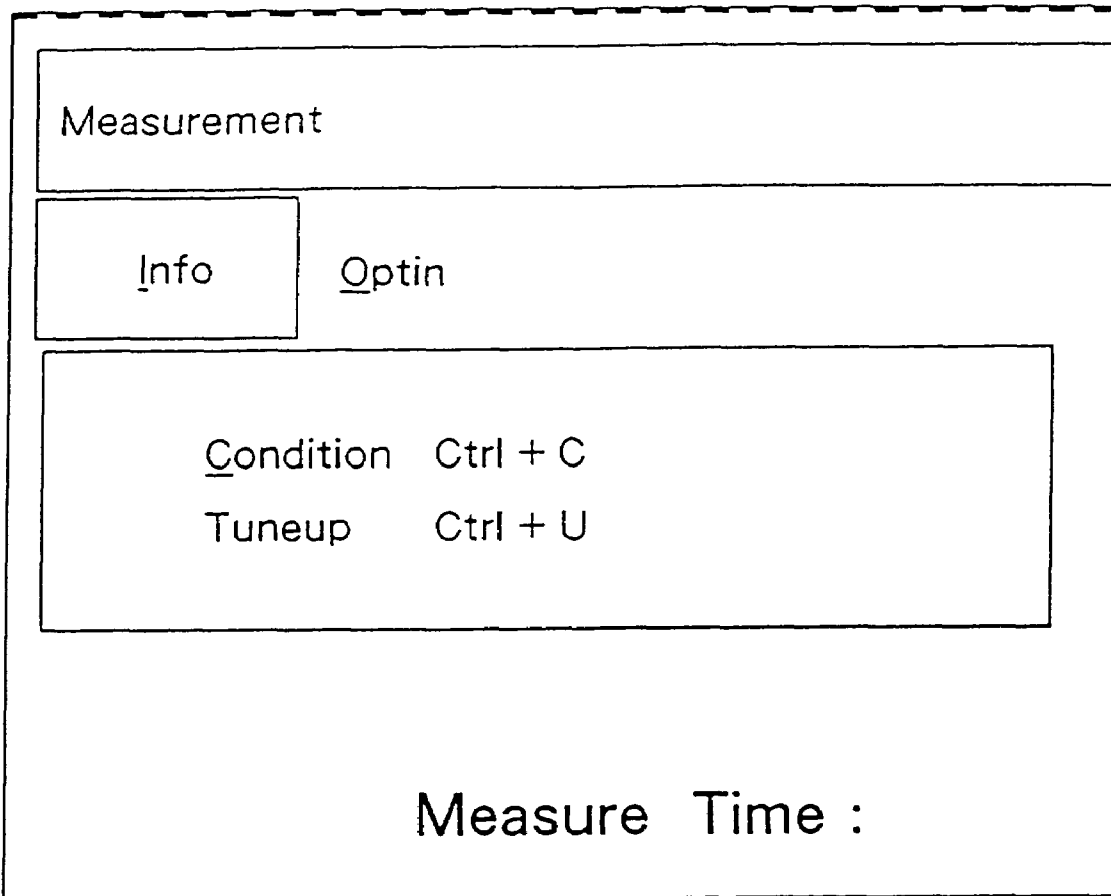 Measurement
Info Optin
Condition Ctrl + C
Tuneup Ctrl + U
Measure Time :